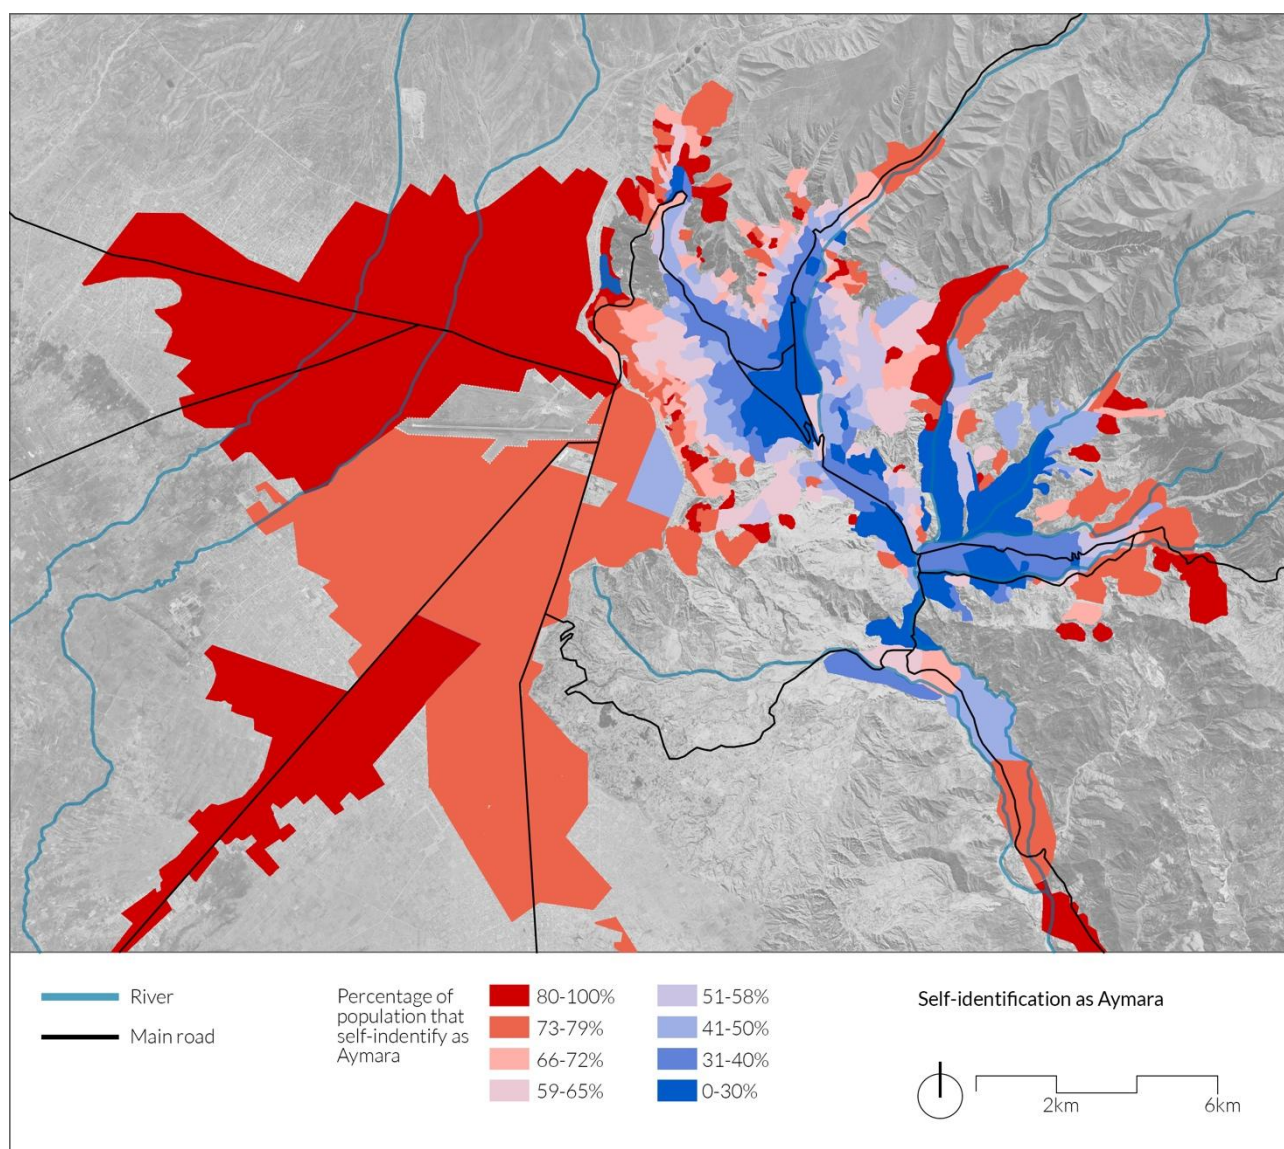 River
Main road
Percentage of
population that
self-indentify as
Aymara
80-100%
73-79%
66-72%
59-65%
51-58%
41-50%
31-40%
0-30%
Self-identification as Aymara
2km
6km